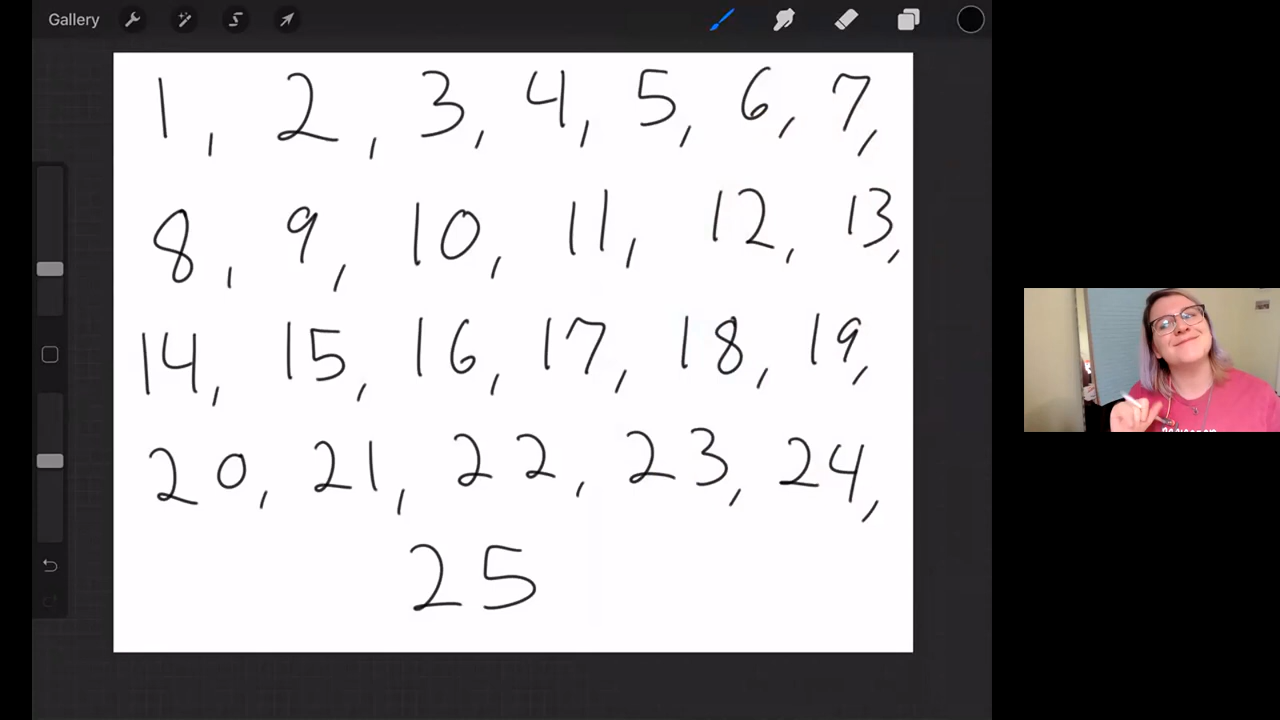 Gallery
1, 2, 3, 4, 5, 6, 7,
8, 9, 10, 11, 12, 13,
14, 15, 16, 17, 18, 19,
20, 21, 22, 23, 24,
25